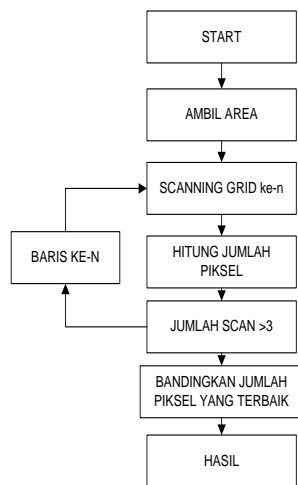 START
AMBIL AREA
SCANNING GRID ke-n
BARIS KE-N
HITUNG JUMLAH
PIKSEL
JUMLAH SCAN >3
BANDINGKAN JUMLAH
PIKSEL YANG TERBAIK
HASIL